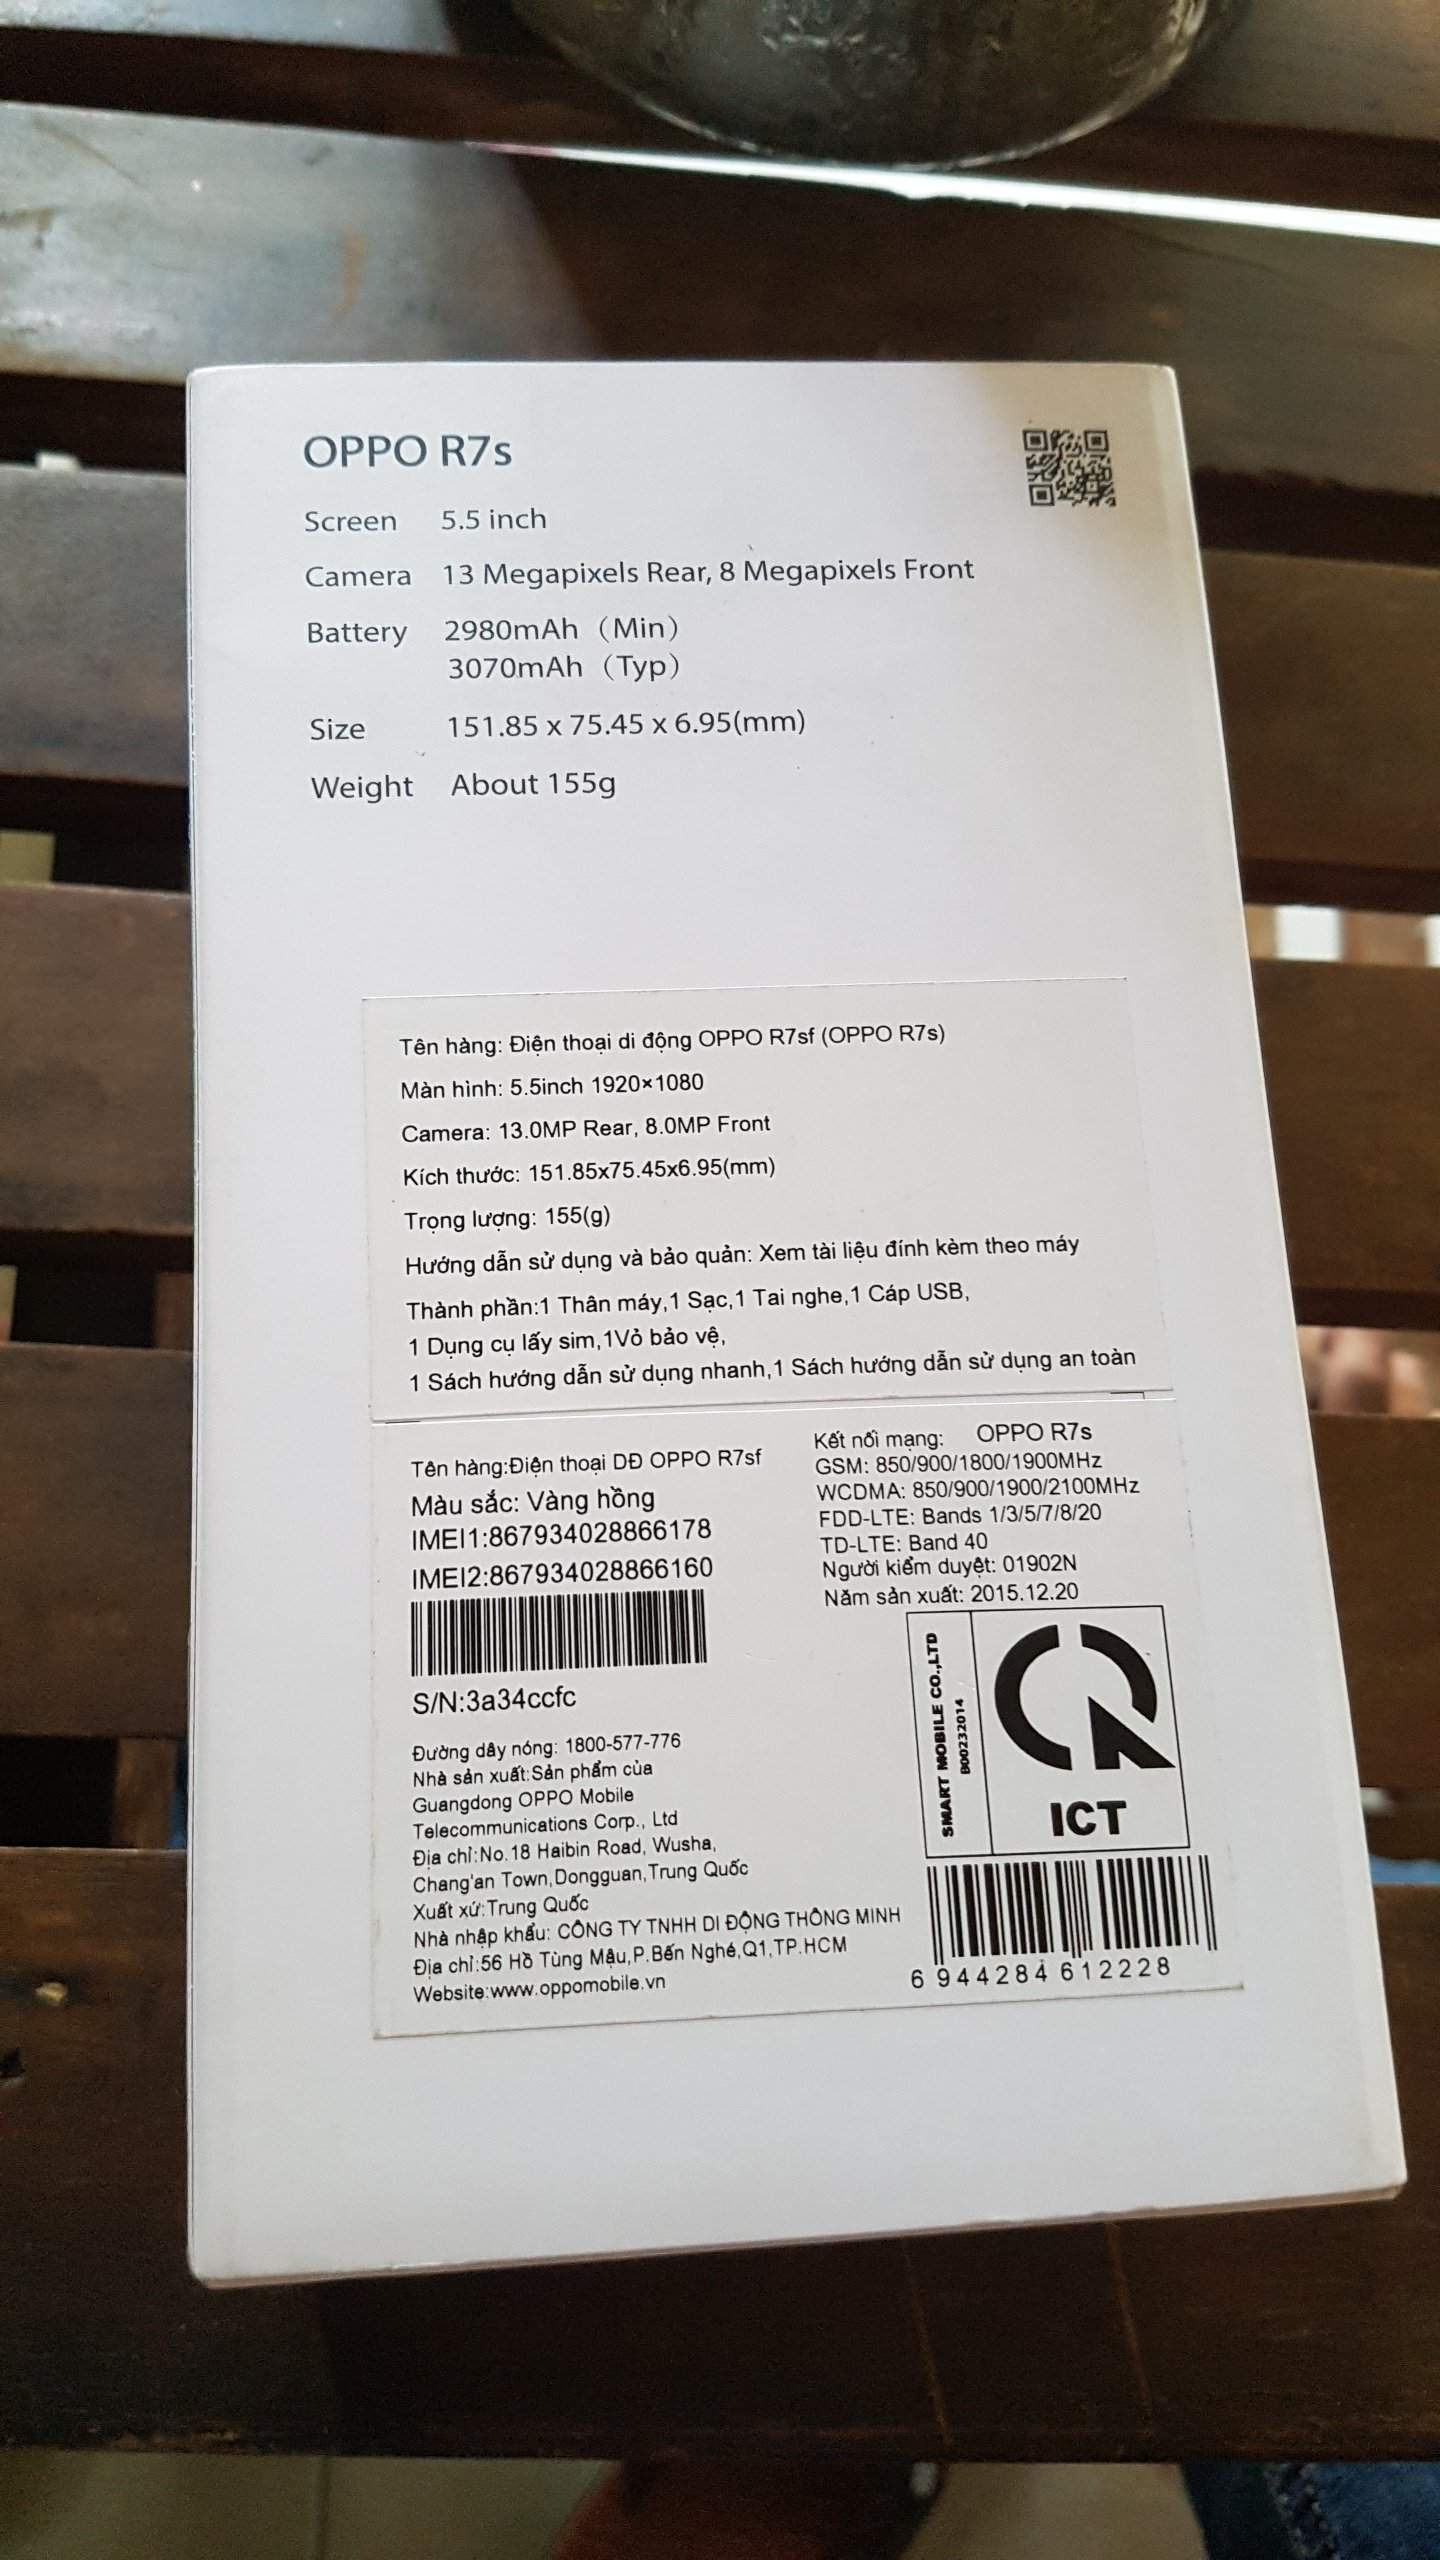 OPPO R7s
Screen 5.5 inch
Camera 13 Megapixels Rear, 8 Megapixels Front
Battery 2980mAh（Min）
3070mAh（Typ）
Size 151.85 x 75.45 x 6.95(mm)
Weight About 155g
Tên hàng: Điện thoại di động OPPO R7sf (OPPO R7s)
Màn hình: 5.5inch 1920×1080
Camera: 13.0MP Rear, 8.0MP Front
Kích thước: 151.85x75.45x6.95(mm)
Trọng lượng: 155(g)
Hướng dẫn sử dụng và bảo quản: Xem tài liệu đính kèm theo máy
Thành phần:1 Thân máy,1 Sạc,1 Tai nghe,1 Cáp USB,
1 Dụng cụ lấy sim,1Vỏ bảo vệ,
1 Sách hướng dẫn sử dụng nhanh,1 Sách hướng dẫn sử dụng an toàn
Tên hàng:Điện thoại DĐ OPPO R7sf
Màu sắc: Vàng hồng
IMEI1:867934028866178
IMEI2:867934028866160
S/N:3a34ccfc
Đường dây nóng: 1800-577-776
Nhà sản xuất:Sản phẩm của
Guangdong OPPO Mobile
Telecommunications Corp., Ltd
Địa chỉ:No.18 Haibin Road, Wusha,
Chang'an Town,Dongguan,Trung Quốc
Xuất xứ:Trung Quốc
Nhà nhập khẩu: CÔNG TY TNHH DI ĐỘNG THÔNG MINH
Địa chỉ:56 Hồ Tùng Mậu,P.Bến Nghé,Q1,TP.HCM
Website:www.oppomobile.vn
Kết nối mạng: OPPO R7s
GSM: 850/900/1800/1900MHz
WCDMA: 850/900/1900/2100MHz
FDD-LTE: Bands 1/3/5/7/8/20
TD-LTE: Band 40
Người kiểm duyệt: 01902N
Năm sản xuất: 2015.12.20
SMART MOBILE CO.,LTD
B00232014
ICT
6 944284 612228